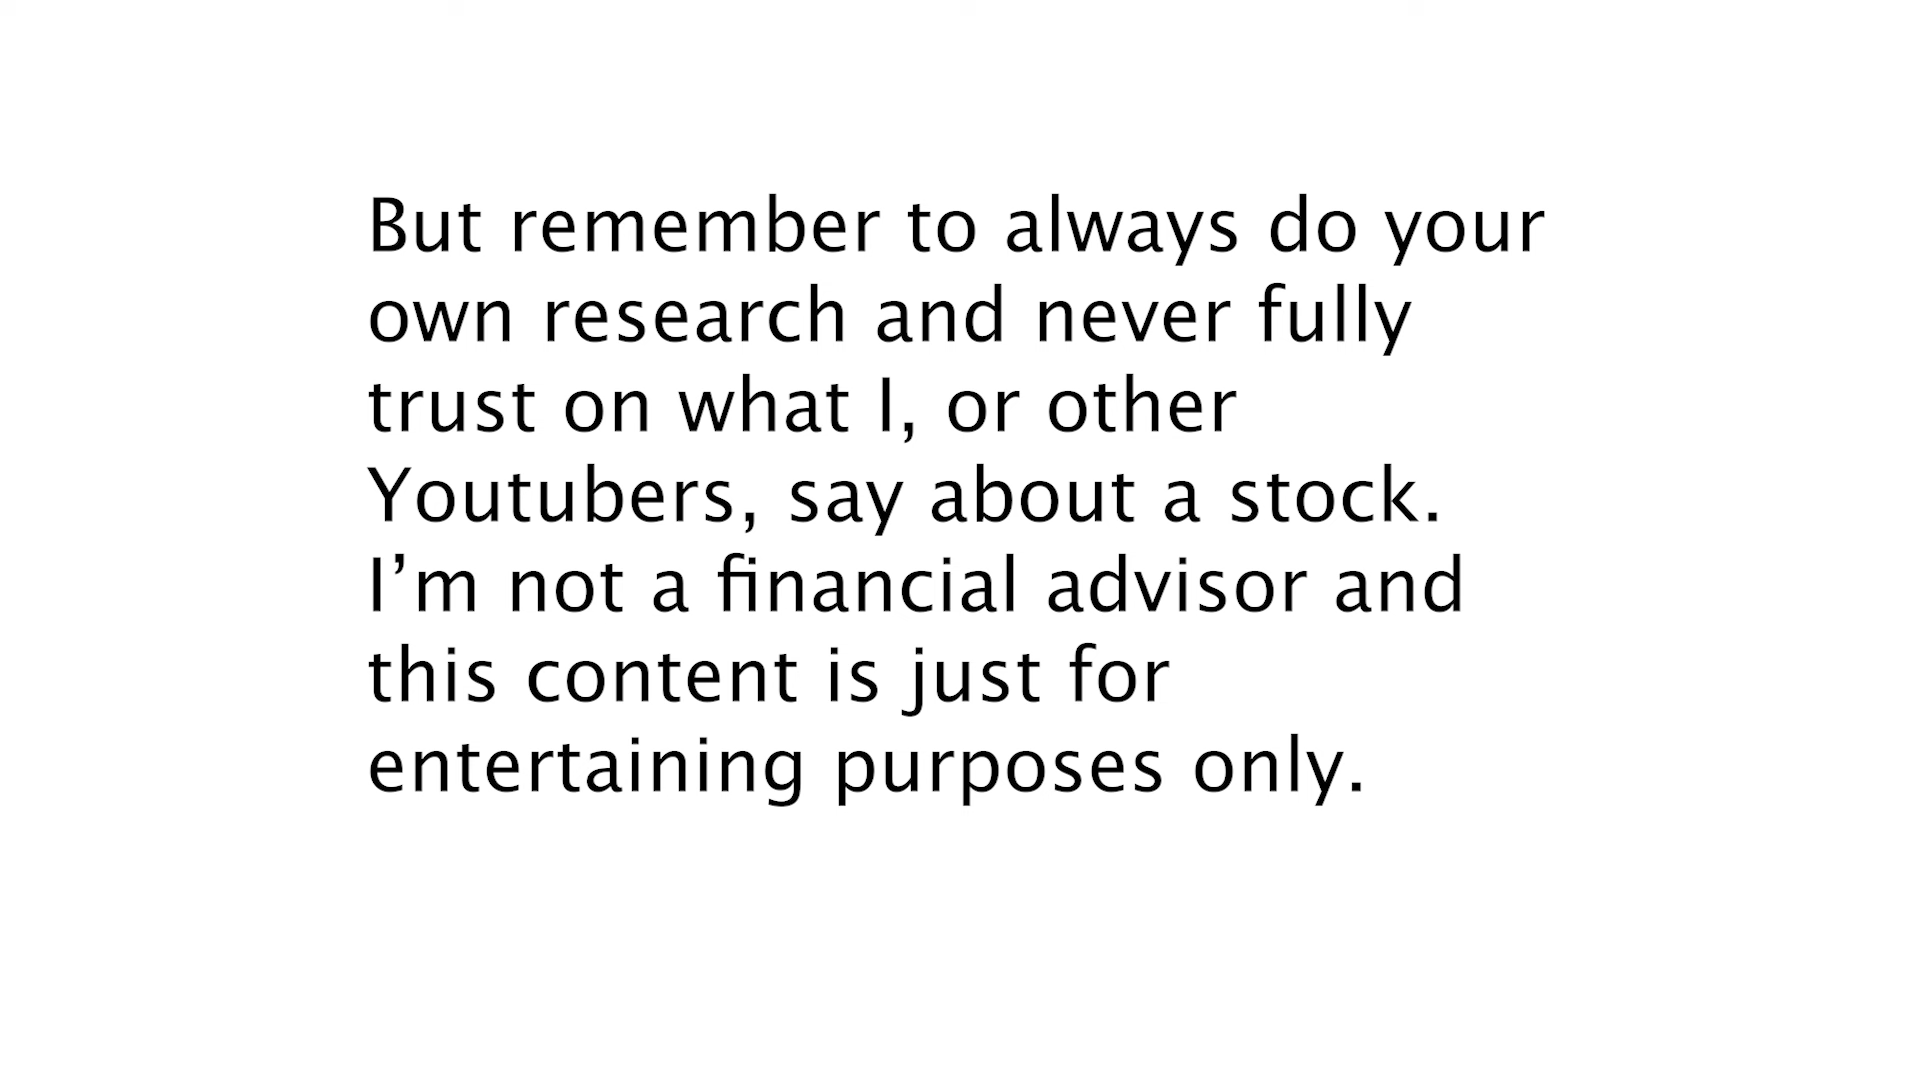 But remember to always do your
own research and never fully
trust on what I, or other
Youtubers, say about a stock.
I’m not a financial advisor and
this content is just for
entertaining purposes only.